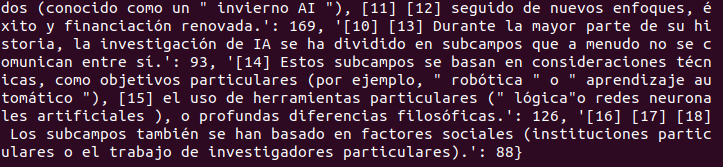 dos (conocido como un " invierno AI "), [11] [12] seguido de nuevos enfoques, é
xito y financiación renovada.': 169, '[10] [13] Durante la mayor parte de su hi
storia, la investigación de IA se ha dividido en subcampos que a menudo no se c
omunican entre sí.': 93, '[14] Estos subcampos se basan en consideraciones técn
icas, como objetivos particulares (por ejemplo, " robótica " o " aprendizaje au
tomático "), [15] el uso de herramientas particulares (" lógica"o redes neurona
les artificiales ), o profundas diferencias filosóficas.': 126, '[16] [17] [18]
 Los subcampos también se han basado en factores sociales (instituciones partic
ulares o el trabajo de investigadores particulares).': 88}